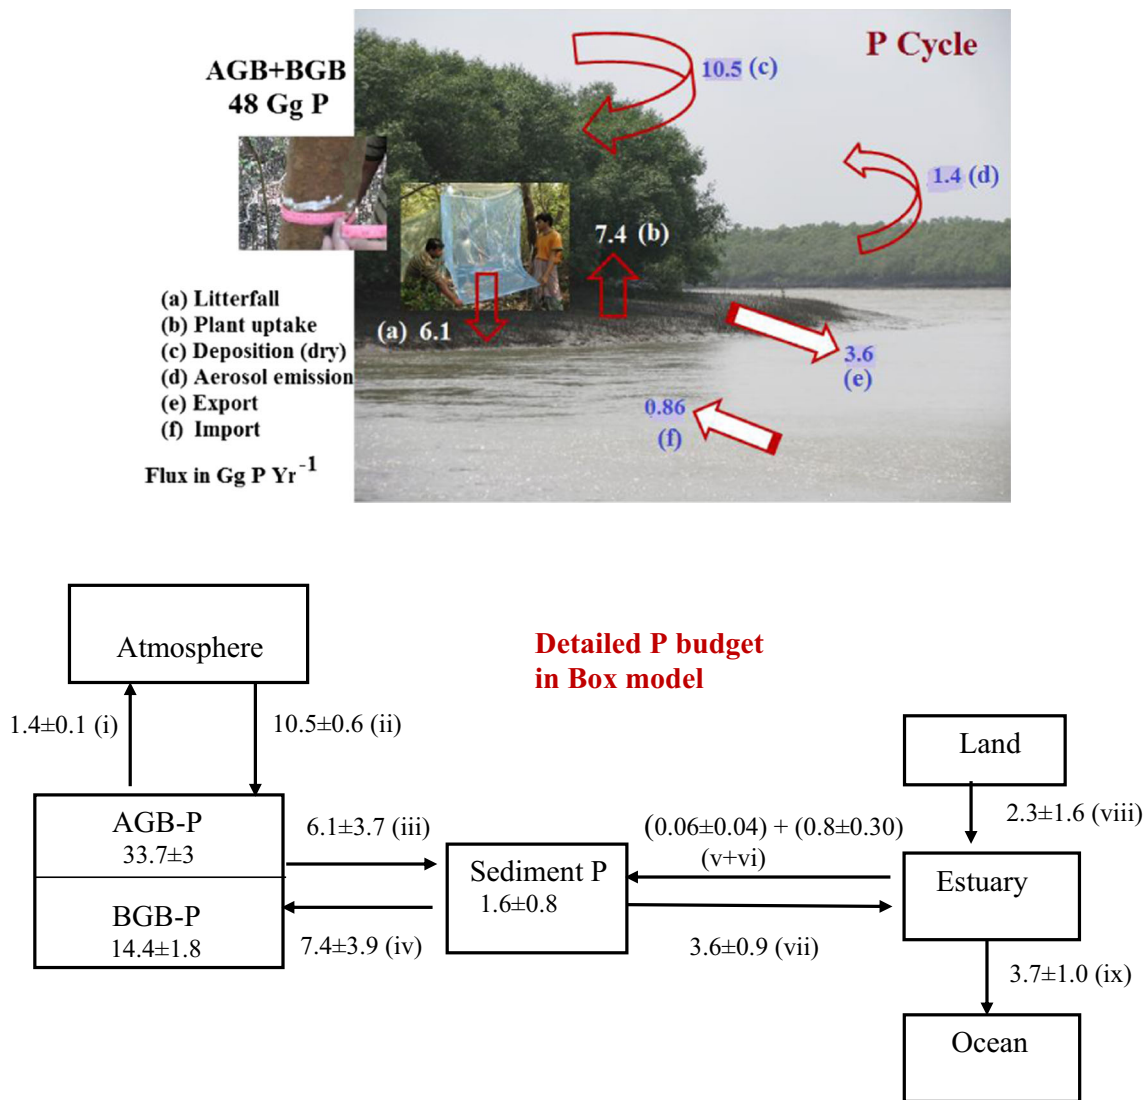 P Cycle
AGB+BGB
48 Gg P
10.5 (c)
1.4 (d)
7.4 (b)
(a) 6.1
3.6
(e)
0.86
(f)
(a) Litterfall
(b) Plant uptake
(c) Deposition (dry)
(d) Aerosol emission
(e) Export
(f) Import
Flux in Gg P Yr⁻¹
Detailed P budget
in Box model
Atmosphere
1.4±0.1 (i)
10.5±0.6 (ii)
AGB-P
33.7±3
BGB-P
14.4±1.8
6.1±3.7 (iii)
7.4±3.9 (iv)
Sediment P
1.6±0.8
(0.06±0.04) + (0.8±0.30)
(v+vi)
3.6±0.9 (vii)
Land
2.3±1.6 (viii)
Estuary
3.7±1.0 (ix)
Ocean